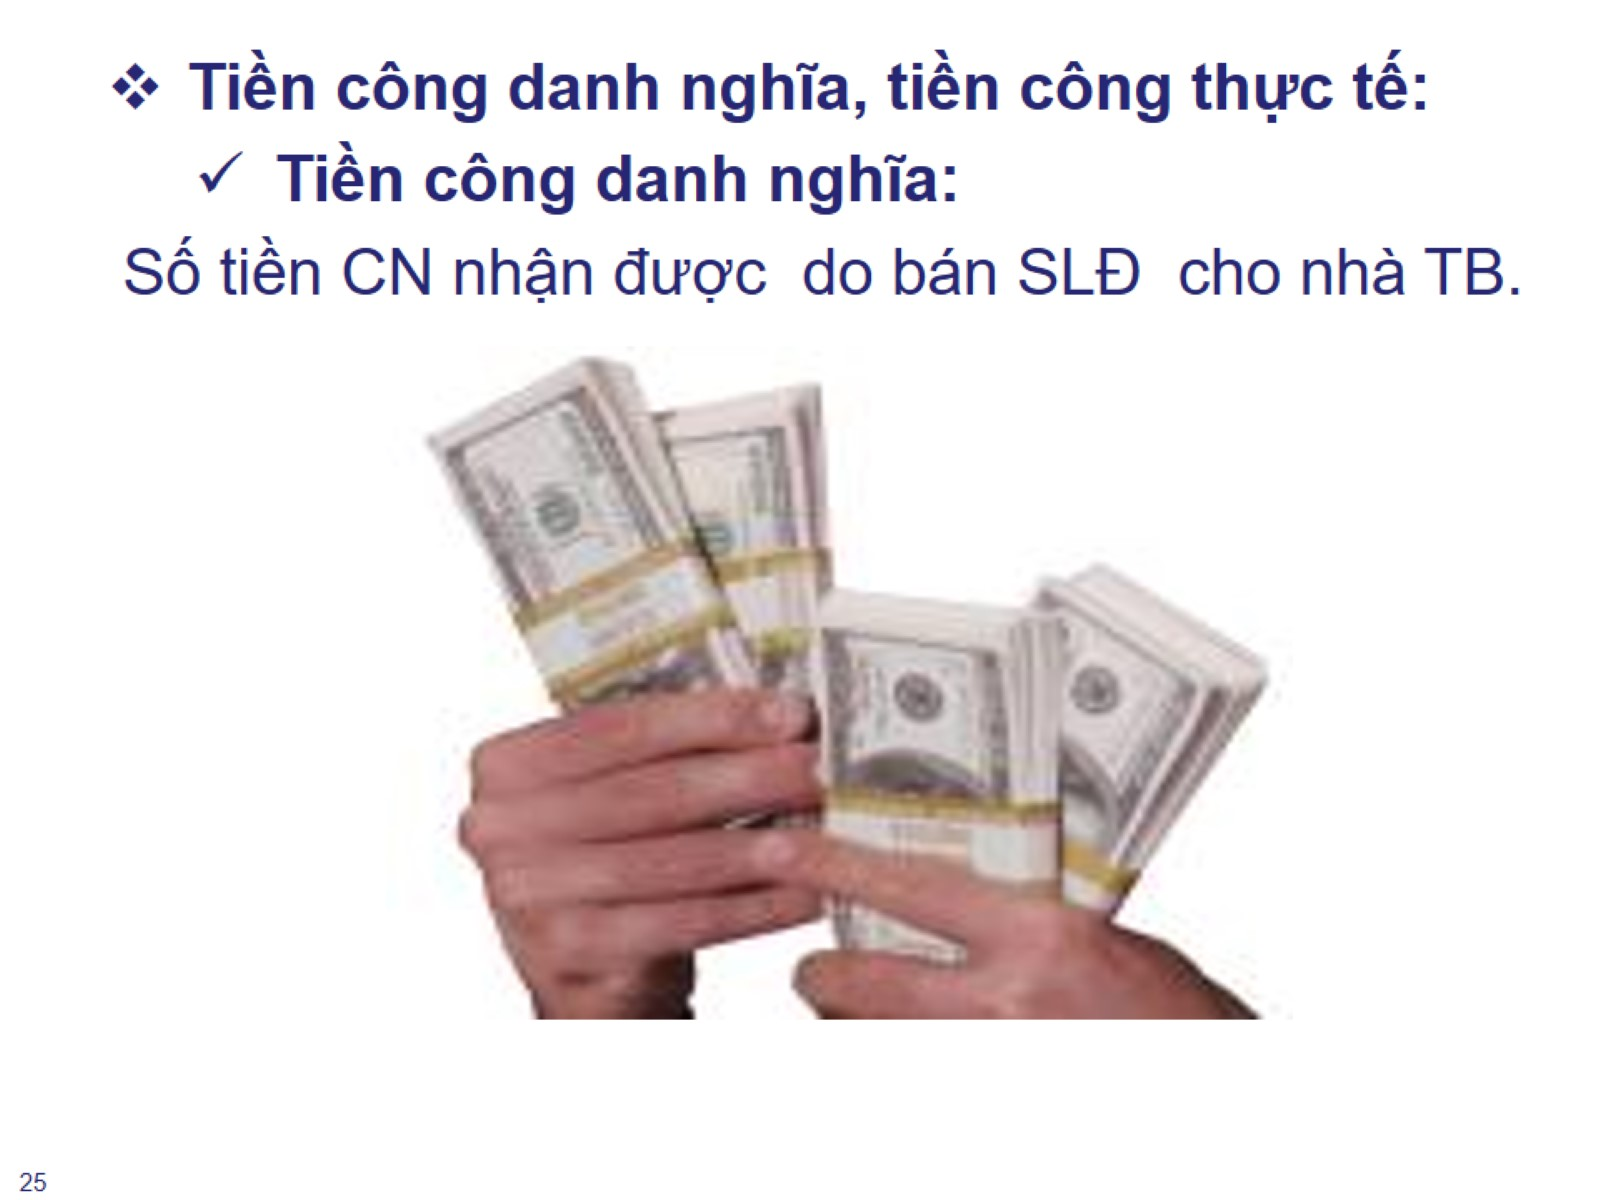 ❖ Tiền công danh nghĩa, tiền công thực tế:
✓ Tiền công danh nghĩa:
Số tiền CN nhận được do bán SLĐ cho nhà TB.
25